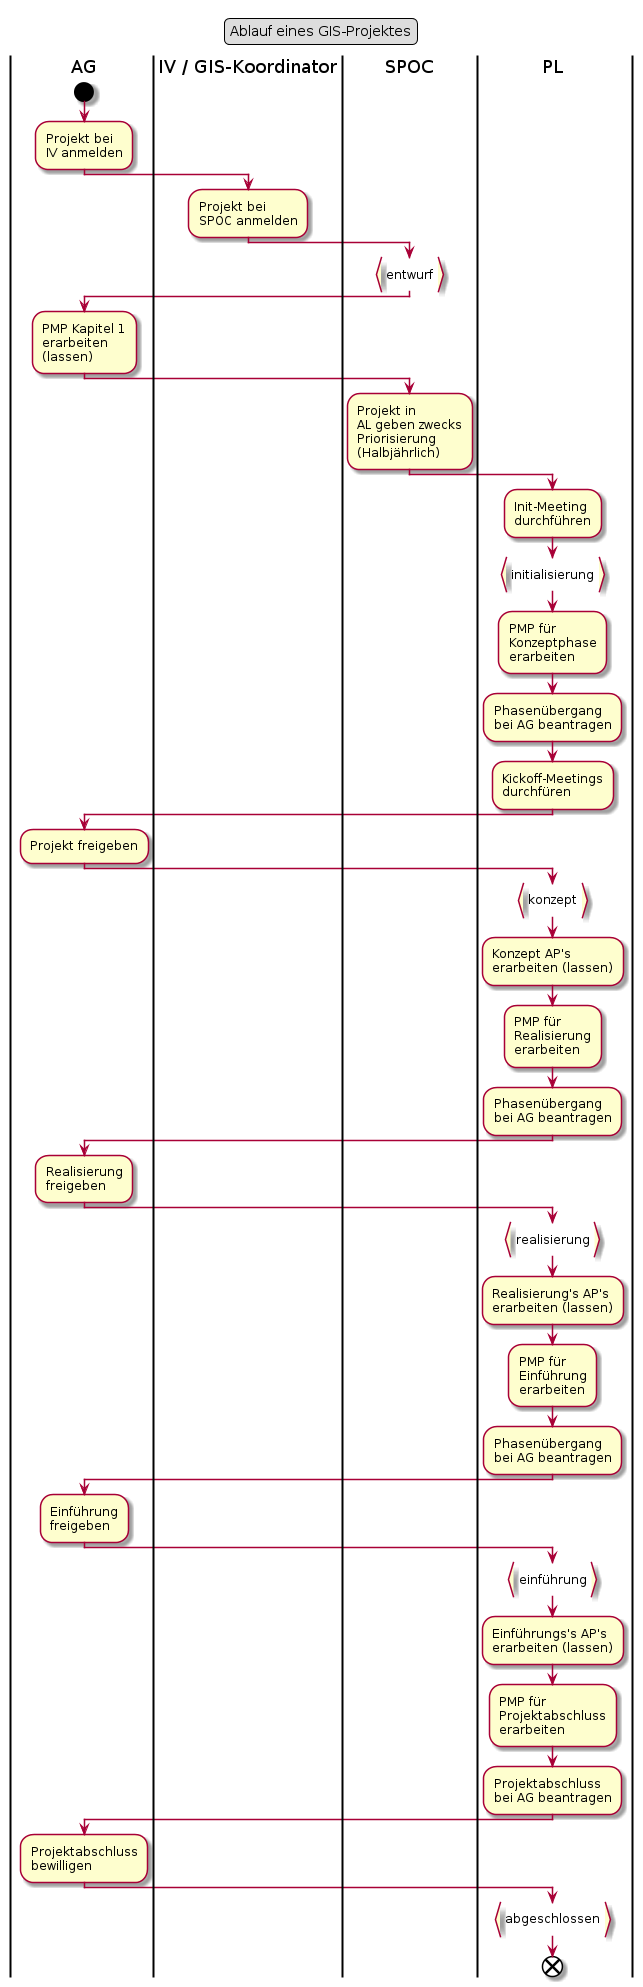 Ablauf eines GIS-Projektes
AG
IV / GIS-Koordinator
SPOC
PL
Projekt bei
IV anmelden
Projekt bei
SPOC anmelden
entwurf
PMP Kapitel 1
erarbeiten
(lassen)
Projekt in
AL geben zwecks
Priorisierung
(Halbjährlich)
Init-Meeting
durchführen
initialisierung
PMP für
Konzeptphase
erarbeiten
Phasenübergang
bei AG beantragen
Kickoff-Meetings
durchfüren
Projekt freigeben
konzept
Konzept AP's
erarbeiten (lassen)
PMP für
Realisierung
erarbeiten
Phasenübergang
bei AG beantragen
Realisierung
freigeben
realisierung
Realisierung's AP's
erarbeiten (lassen)
PMP für
Einführung
erarbeiten
Phasenübergang
bei AG beantragen
Einführung
freigeben
einführung
Einführungs's AP's
erarbeiten (lassen)
PMP für
Projektabschluss
erarbeiten
Projektabschluss
bei AG beantragen
Projektabschluss
bewilligen
abgeschlossen